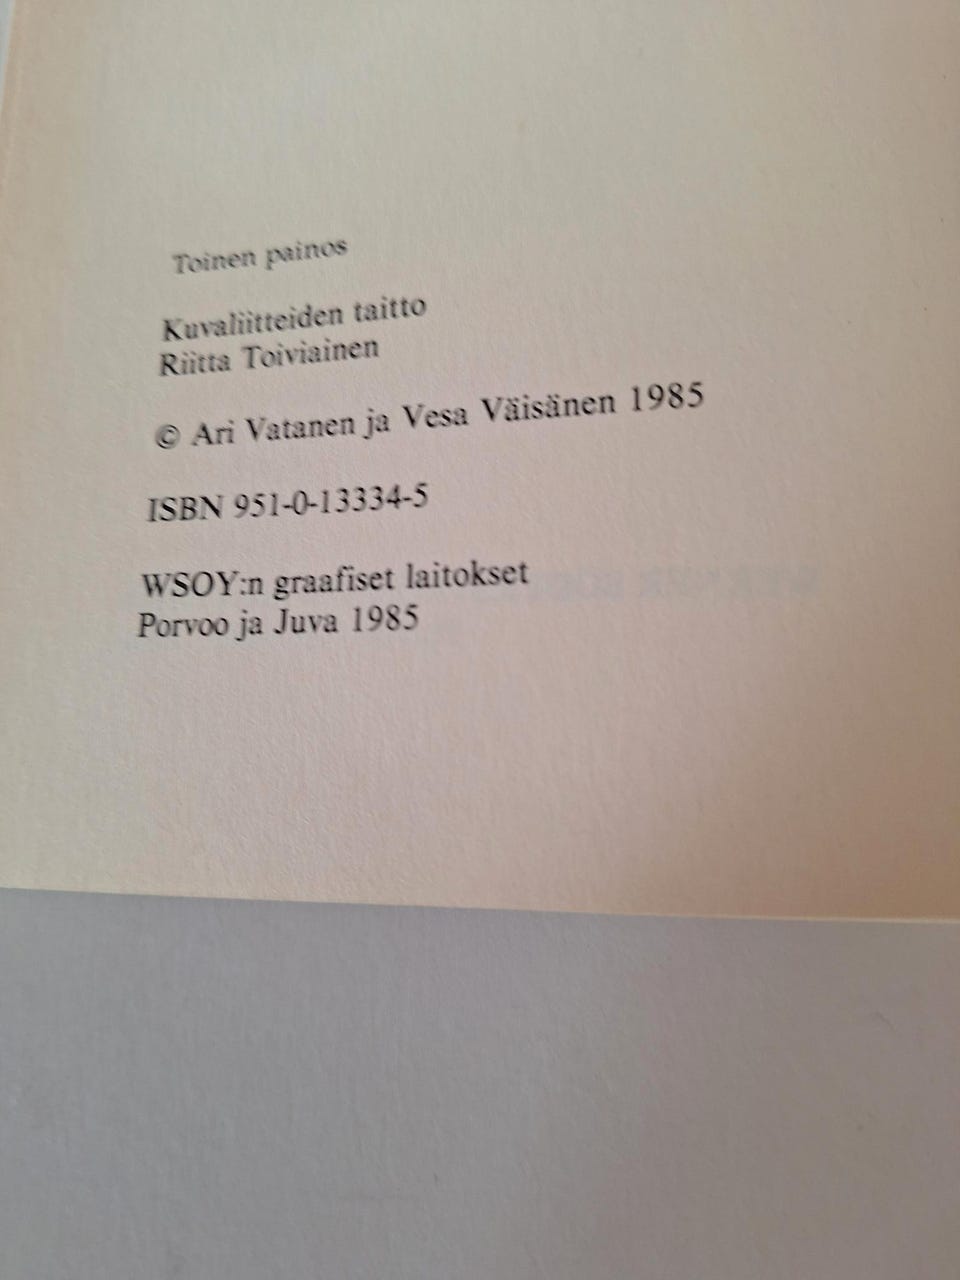 Toinen painos
Kuvaliitteiden taitto
Riitta Toiviainen
© Ari Vatanen ja Vesa Väisänen 1985
ISBN 951-0-13334-5
WSOY:n graafiset laitokset
Porvoo ja Juva 1985